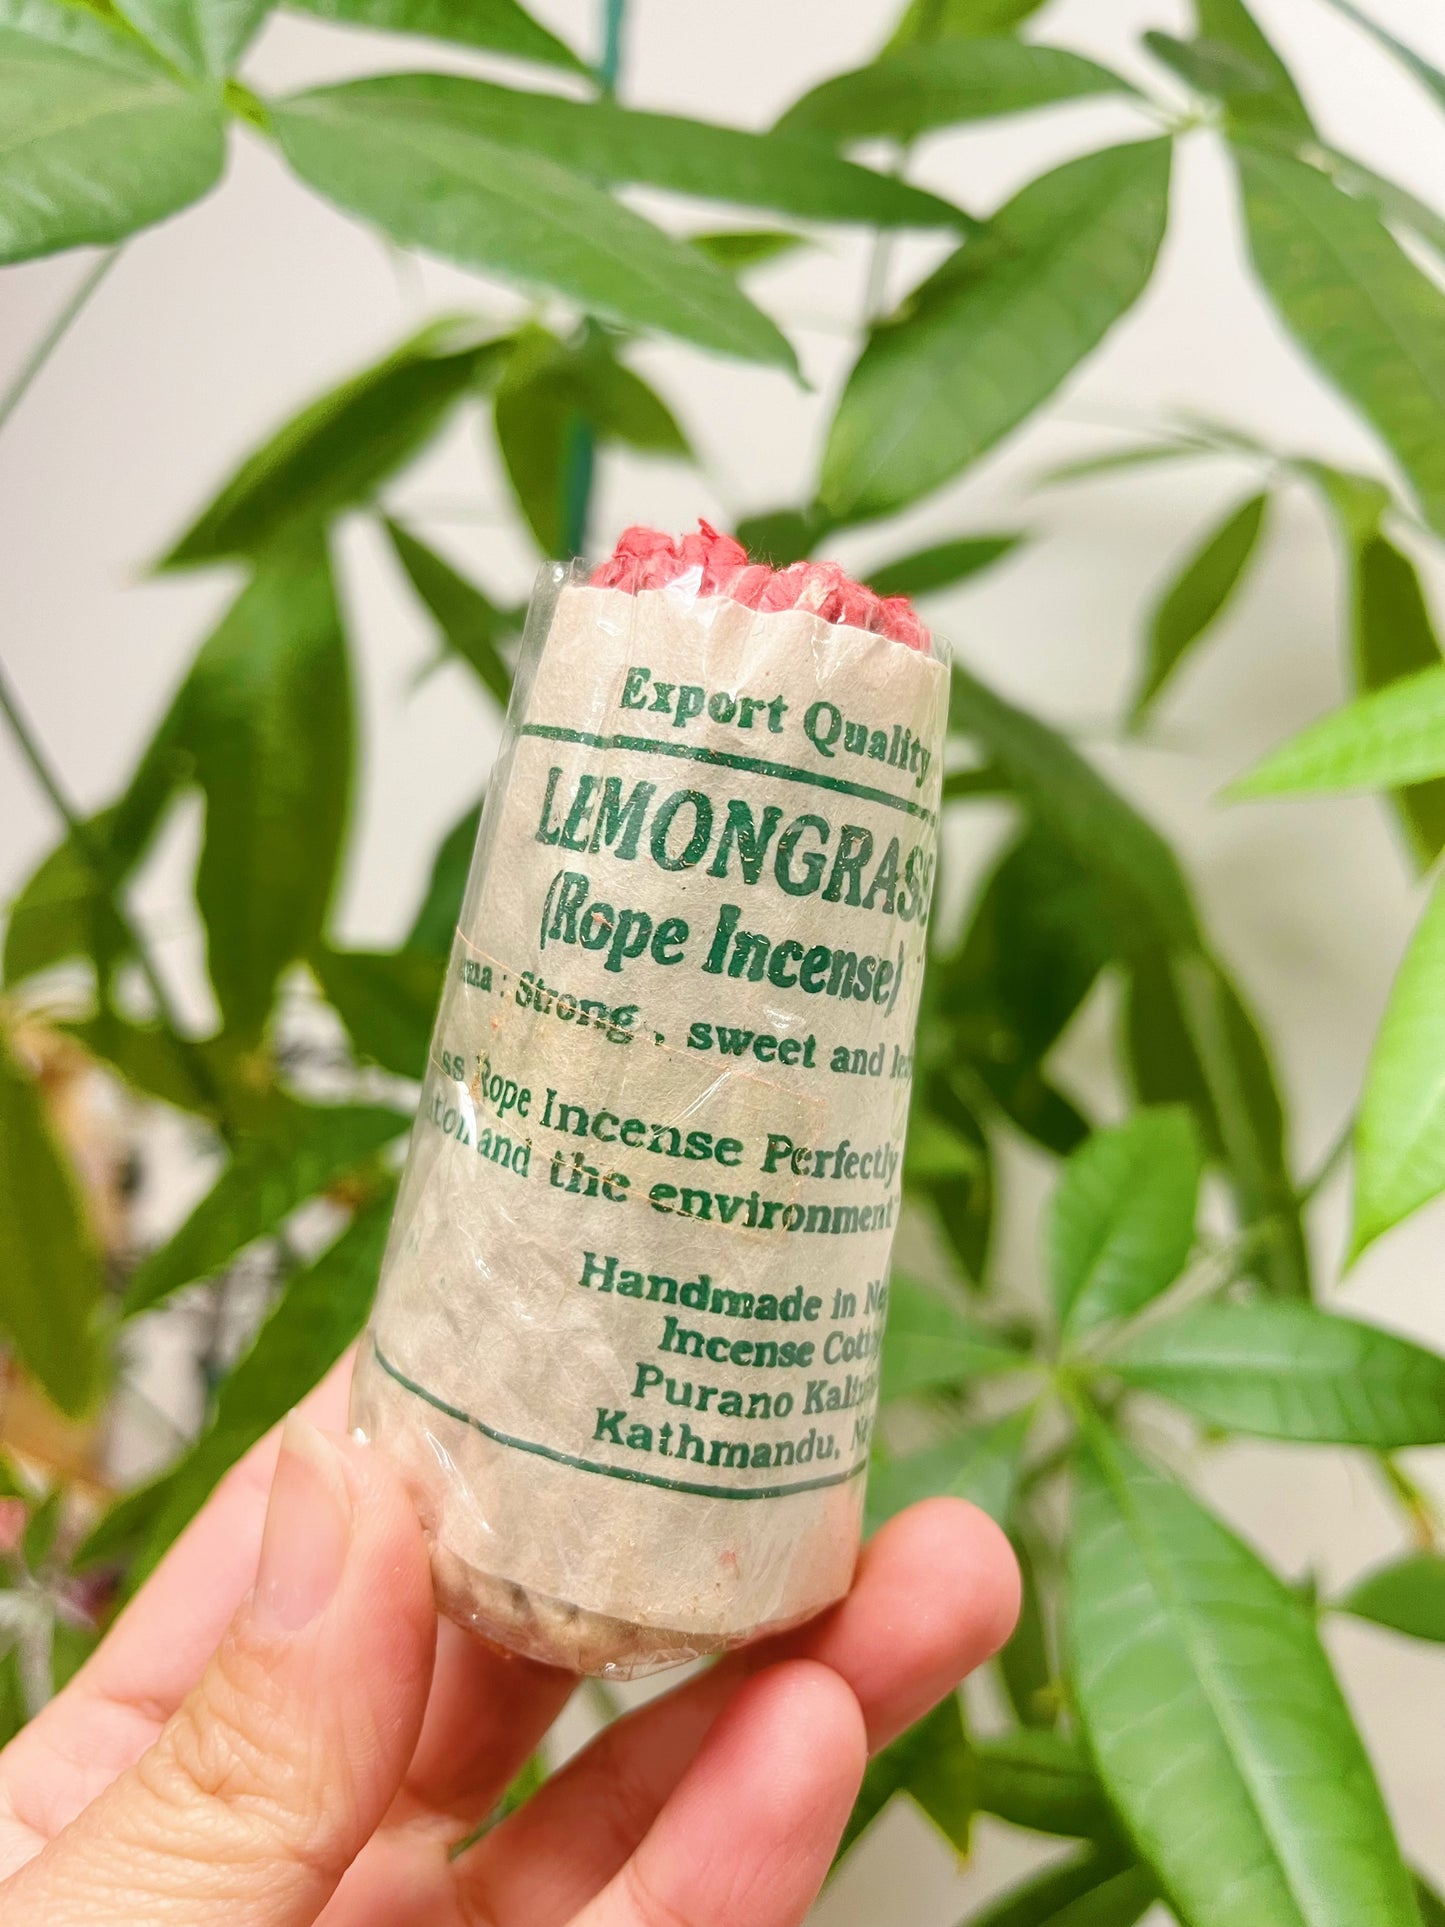 Export Quality
LEMONGRASS
(Rope Incense)
: Strong, sweet and
Rope Incense Perfectly
and the environment"
Handmade in
Incense
Purano
Kathmandu,